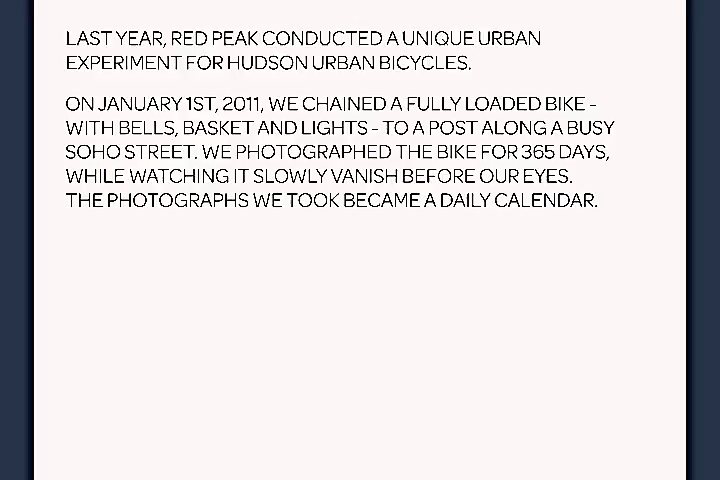 LAST YEAR, RED PEAK CONDUCTED A UNIQUE URBAN
EXPERIMENT FOR HUDSON URBAN BICYCLES.
ON JANUARY 1ST, 2011, WE CHAINED A FULLY LOADED BIKE -
WITH BELLS, BASKET AND LIGHTS - TO A POST ALONG A BUSY
SOHO STREET. WE PHOTOGRAPHED THE BIKE FOR 365 DAYS,
WHILE WATCHING IT SLOWLY VANISH BEFORE OUR EYES.
THE PHOTOGRAPHS WE TOOK BECAME A DAILY CALENDAR.